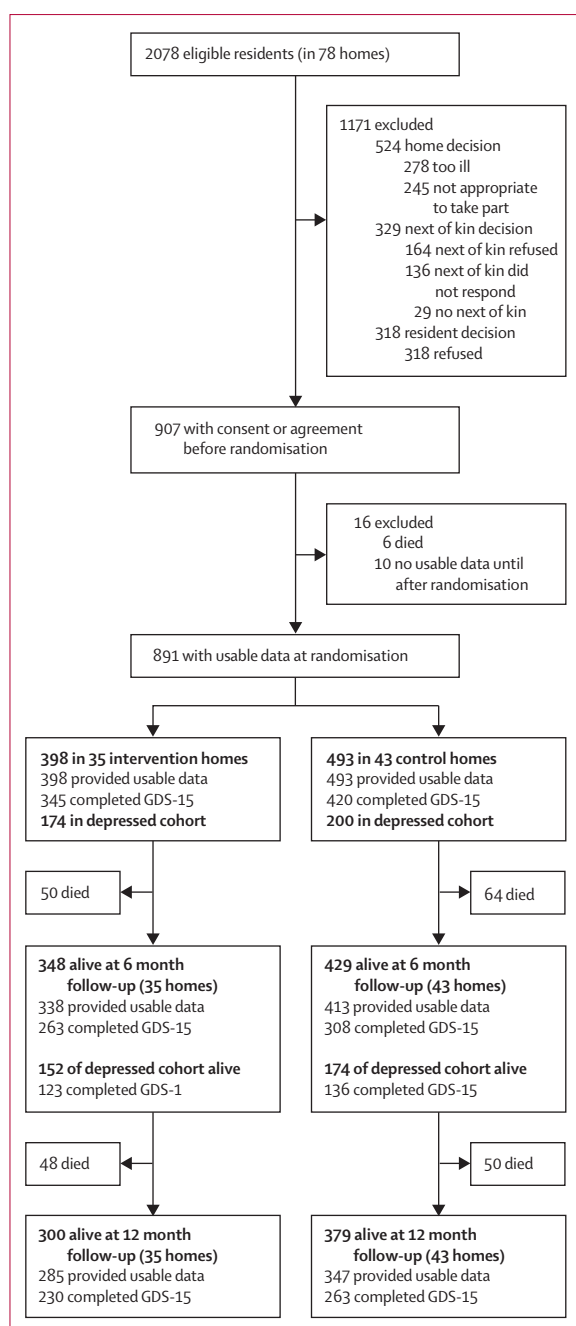 2078 eligible residents (in 78 homes)
1171 excluded
524 home decision
278 too ill
245 not appropriate
to take part
329 next of kin decision
164 next of kin refused
136 next of kin did
not respond
29 no next of kin
318 resident decision
318 refused
907 with consent or agreement
before randomisation
16 excluded
6 died
10 no usable data until
after randomisation
891 with usable data at randomisation
398 in 35 intervention homes
398 provided usable data
345 completed GDS-15
174 in depressed cohort
493 in 43 control homes
493 provided usable data
420 completed GDS-15
200 in depressed cohort
50 died
64 died
348 alive at 6 month
follow-up (35 homes)
338 provided usable data
263 completed GDS-15
152 of depressed cohort alive
123 completed GDS-1
429 alive at 6 month
follow-up (43 homes)
413 provided usable data
308 completed GDS-15
174 of depressed cohort alive
136 completed GDS-15
48 died
50 died
300 alive at 12 month
follow-up (35 homes)
285 provided usable data
230 completed GDS-15
379 alive at 12 month
follow-up (43 homes)
347 provided usable data
263 completed GDS-15